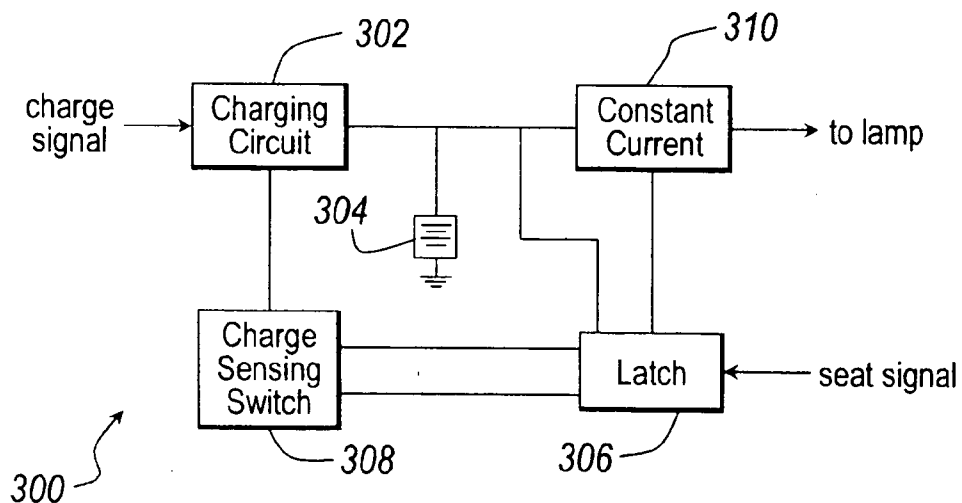 302
310
charge
signal
Charging
Circuit
Constant
Current
to lamp
304
Charge
Sensing
Switch
Latch
seat signal
300
308
306